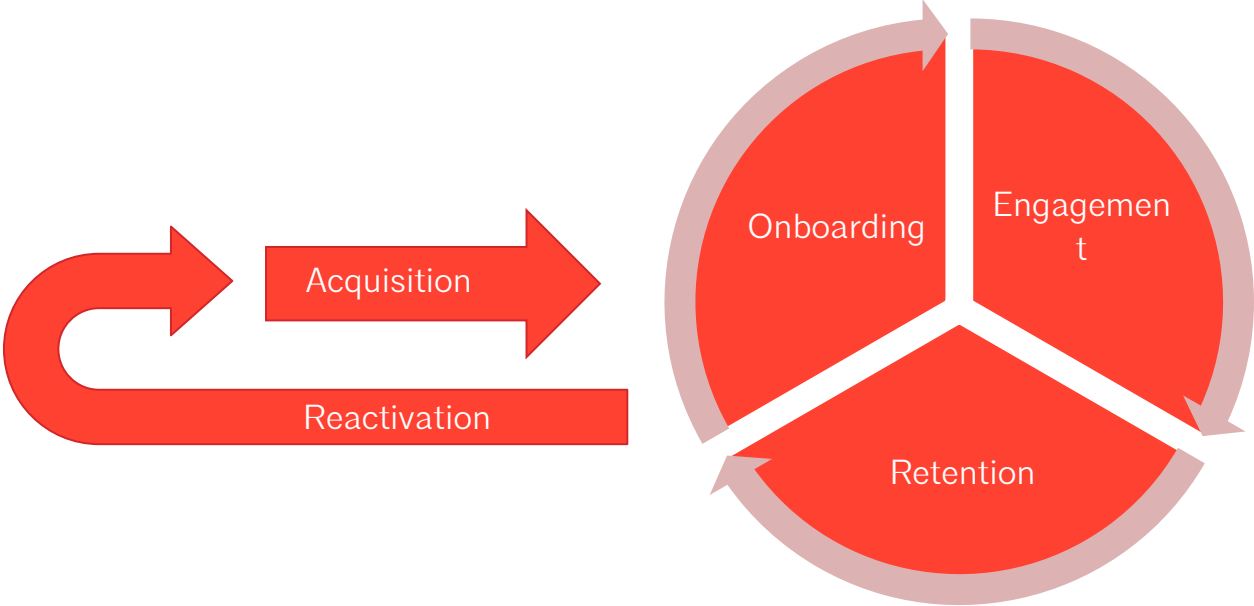 Acquisition
Reactivation
Onboarding
Engagemen
t
Retention